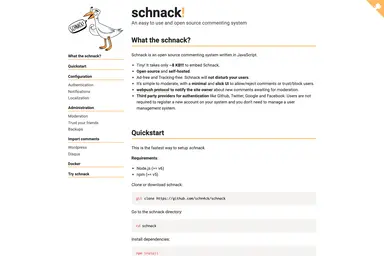 schnack!
An easy to use and open source commenting system
What the schnack?
Quickstart
Configuration
Authentication
Notifications
Localization
Administration
Moderation
Trust your friends
Backups
Import comments
Wordpress
Disqus
Docker
Try schnack
What the schnack?
Schnack is an open source commenting system written in JavaScript.
Tiny! It takes only ~8 KB!!! to embed Schnack.
Open source and self-hosted.
Ad-free and Tracking-free. Schnack will not disturb your users.
It's simple to moderate, with a minimal and slick UI to allow/reject comments or trust/block users.
webpush protocol to notify the site owner about new comments awaiting for moderation.
Third party providers for authentication like Github, Twitter, Google and Facebook. Users are not
required to register a new account on your system and you don't need to manage a user
management system.
Quickstart
This is the fastest way to setup schnack
Requirements:
Node.js (>= v8)
npm (>= v6)
Clone or download schnack:
git clone https://github.com/schn4ck/schnack
Go to the schnack directory:
cd schnack
Install dependencies:
npm install